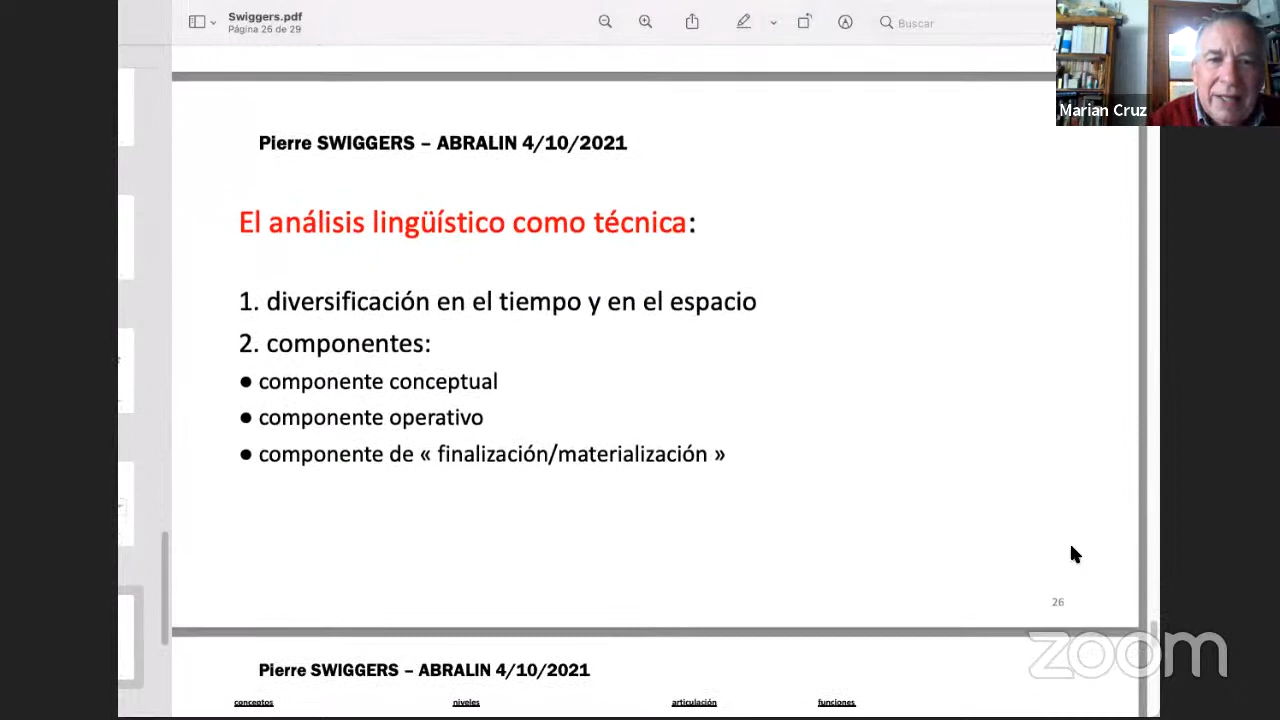 Swiggers.pdf
Página 26 de 29
Buscar
Marian Cruz
Pierre SWIGGERS – ABRALIN 4/10/2021
El análisis lingüístico como técnica:
1. diversificación en el tiempo y en el espacio
2. componentes:
● componente conceptual
● componente operativo
● componente de « finalización/materialización »
26
zoom
Pierre SWIGGERS – ABRALIN 4/10/2021
conceptos niveles articulación funciones